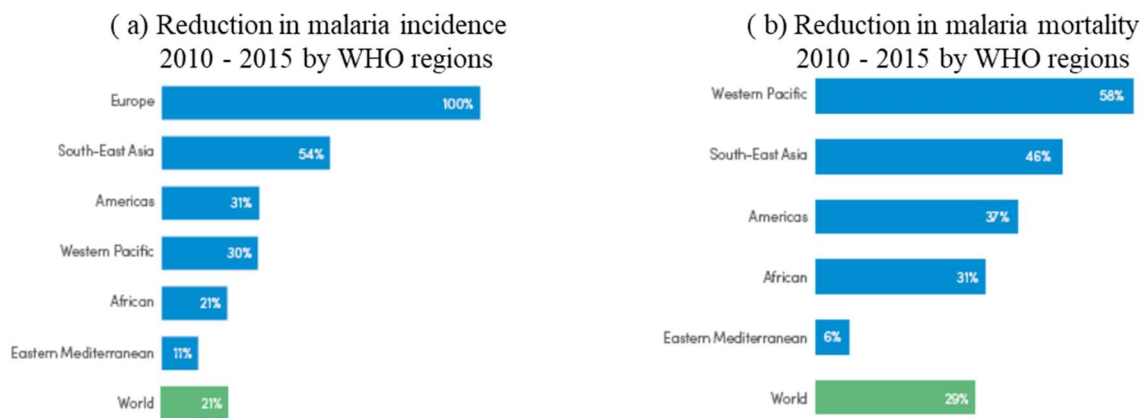 ( a) Reduction in malaria incidence
2010 - 2015 by WHO regions
Europe 100%
South-East Asia 54%
Americas 31%
Western Pacific 30%
African 21%
Eastern Mediterranean 11%
World 21%
( b) Reduction in malaria mortality
2010 - 2015 by WHO regions
Western Pacific 58%
South-East Asia 46%
Americas 37%
African 31%
Eastern Mediterranean 6%
World 29%